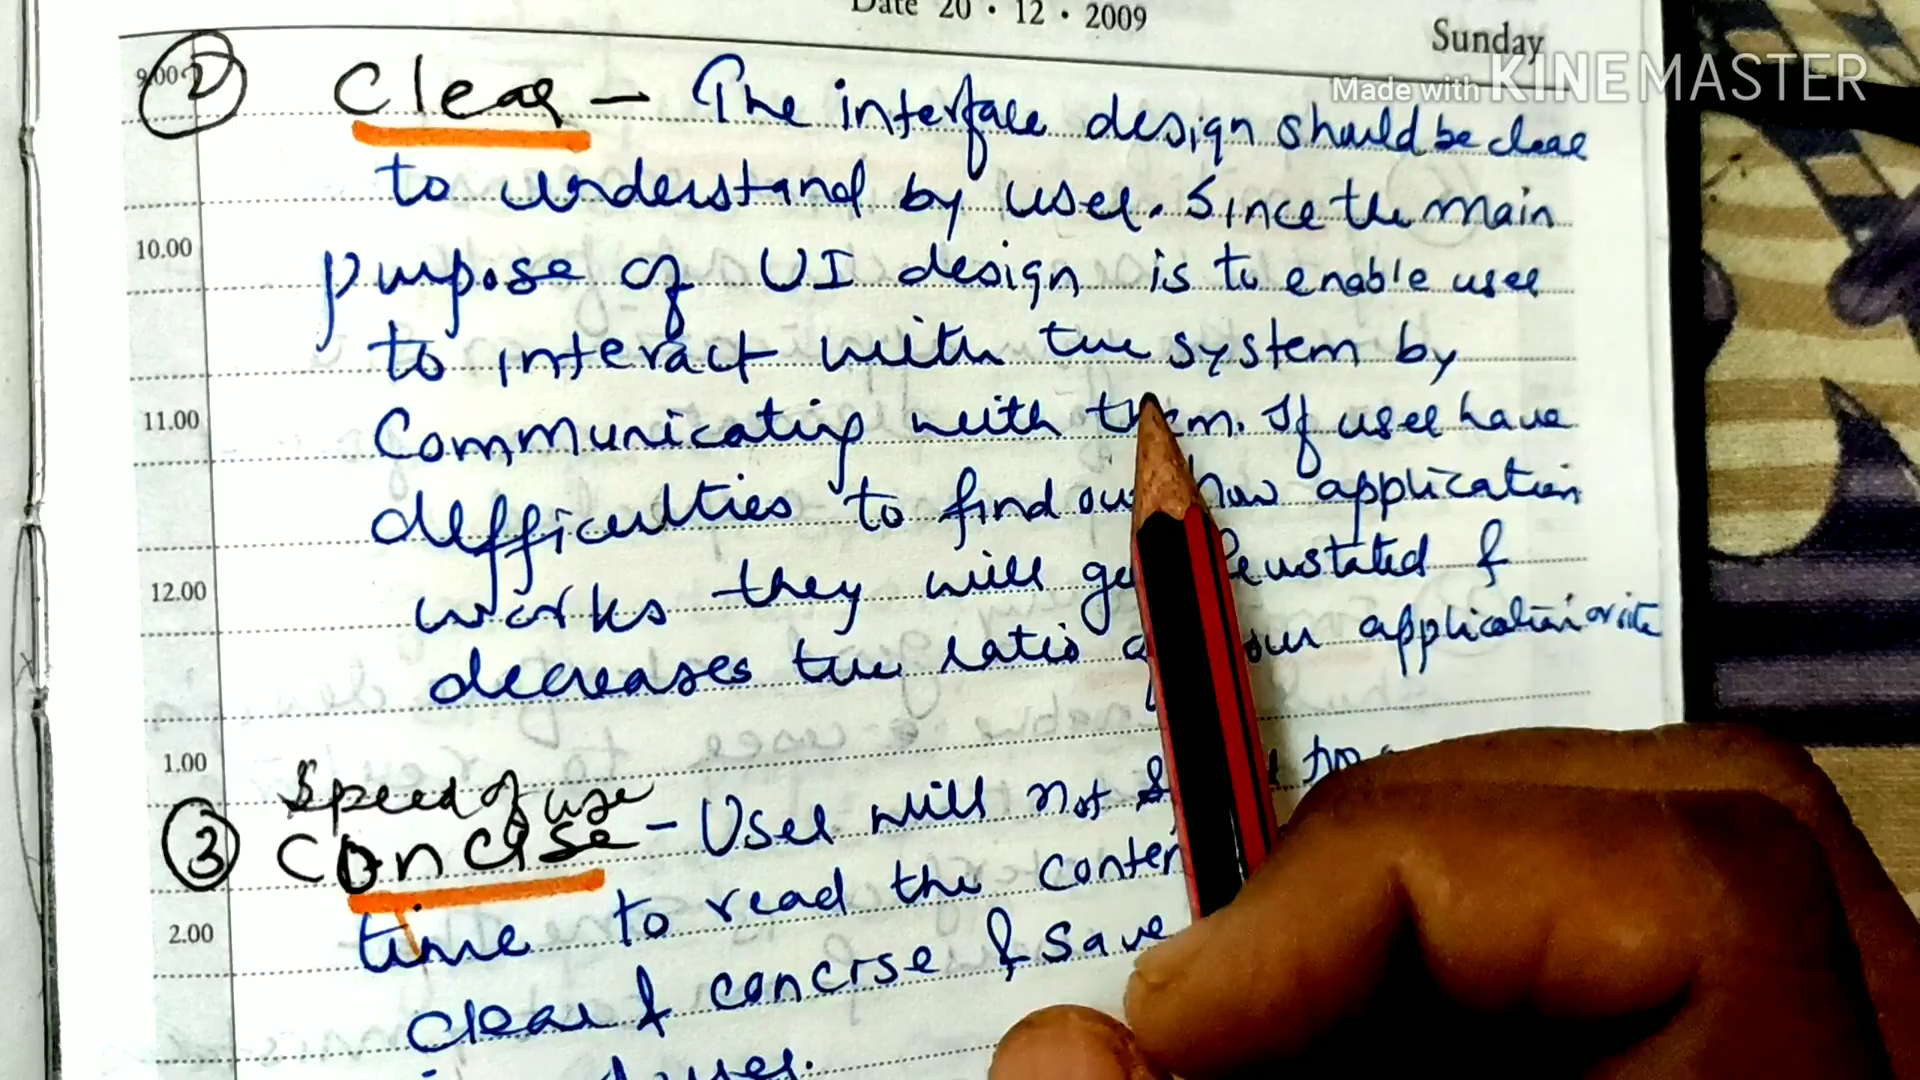 Date 20 · 12 · 2009
Sunday
Made with KINEMASTER
9.00
② Clear – The interface design should be clear
to understand by user. Since the main
10.00
purpose of UI design is to enable user
to interact with the system by
11.00
Communicating with them. If user have
difficulties to find out how application
12.00
works they will get frustated &
decreases the ratio of our application or site
1.00
Speed of use
③ Concise – User will not
2.00
time to read the
clear & concise & save